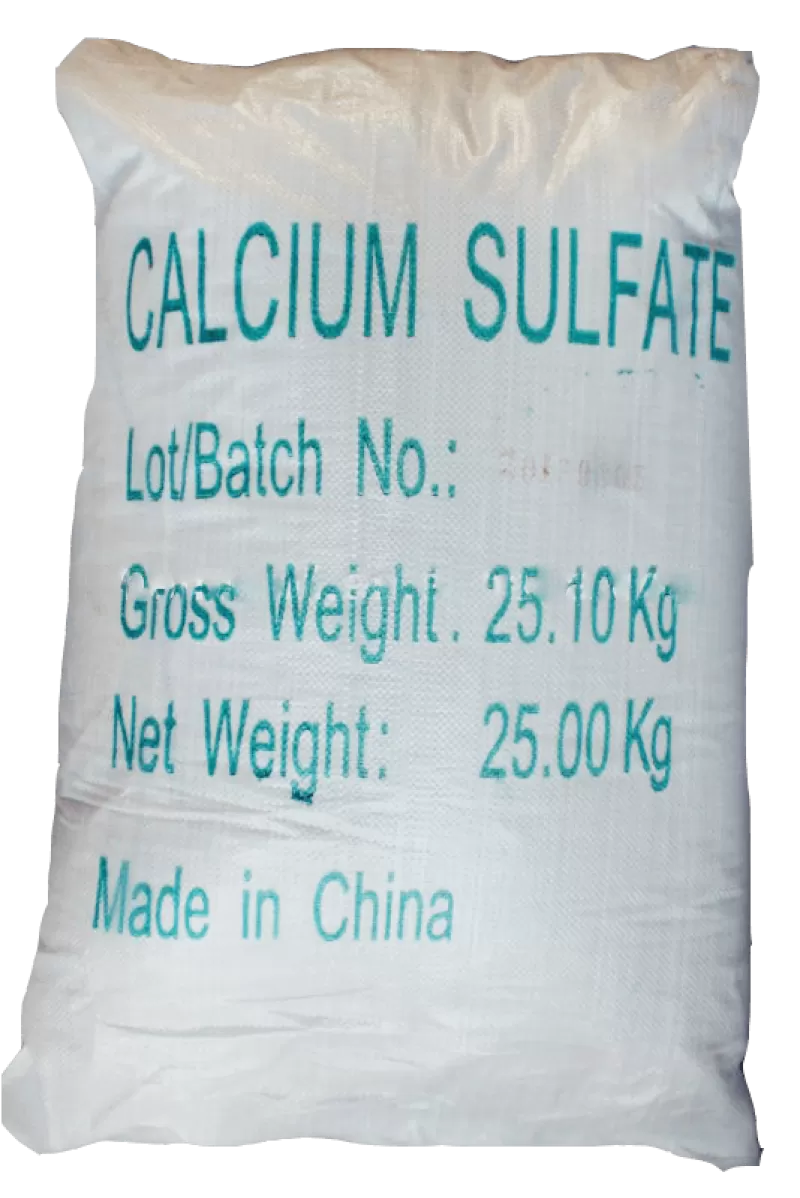 CALCIUM SULFATE
Lot/Batch No.:
Gross Weight. 25.10 Kg
Net Weight: 25.00 Kg
Made in China